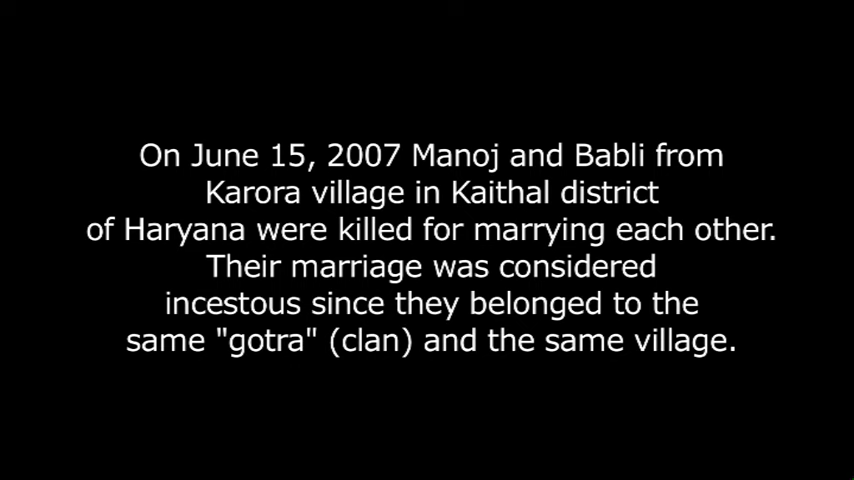 On June 15, 2007 Manoj and Babli from
Karora village in Kaithal district
of Haryana were killed for marrying each other.
Their marriage was considered
incestous since they belonged to the
same "gotra" (clan) and the same village.